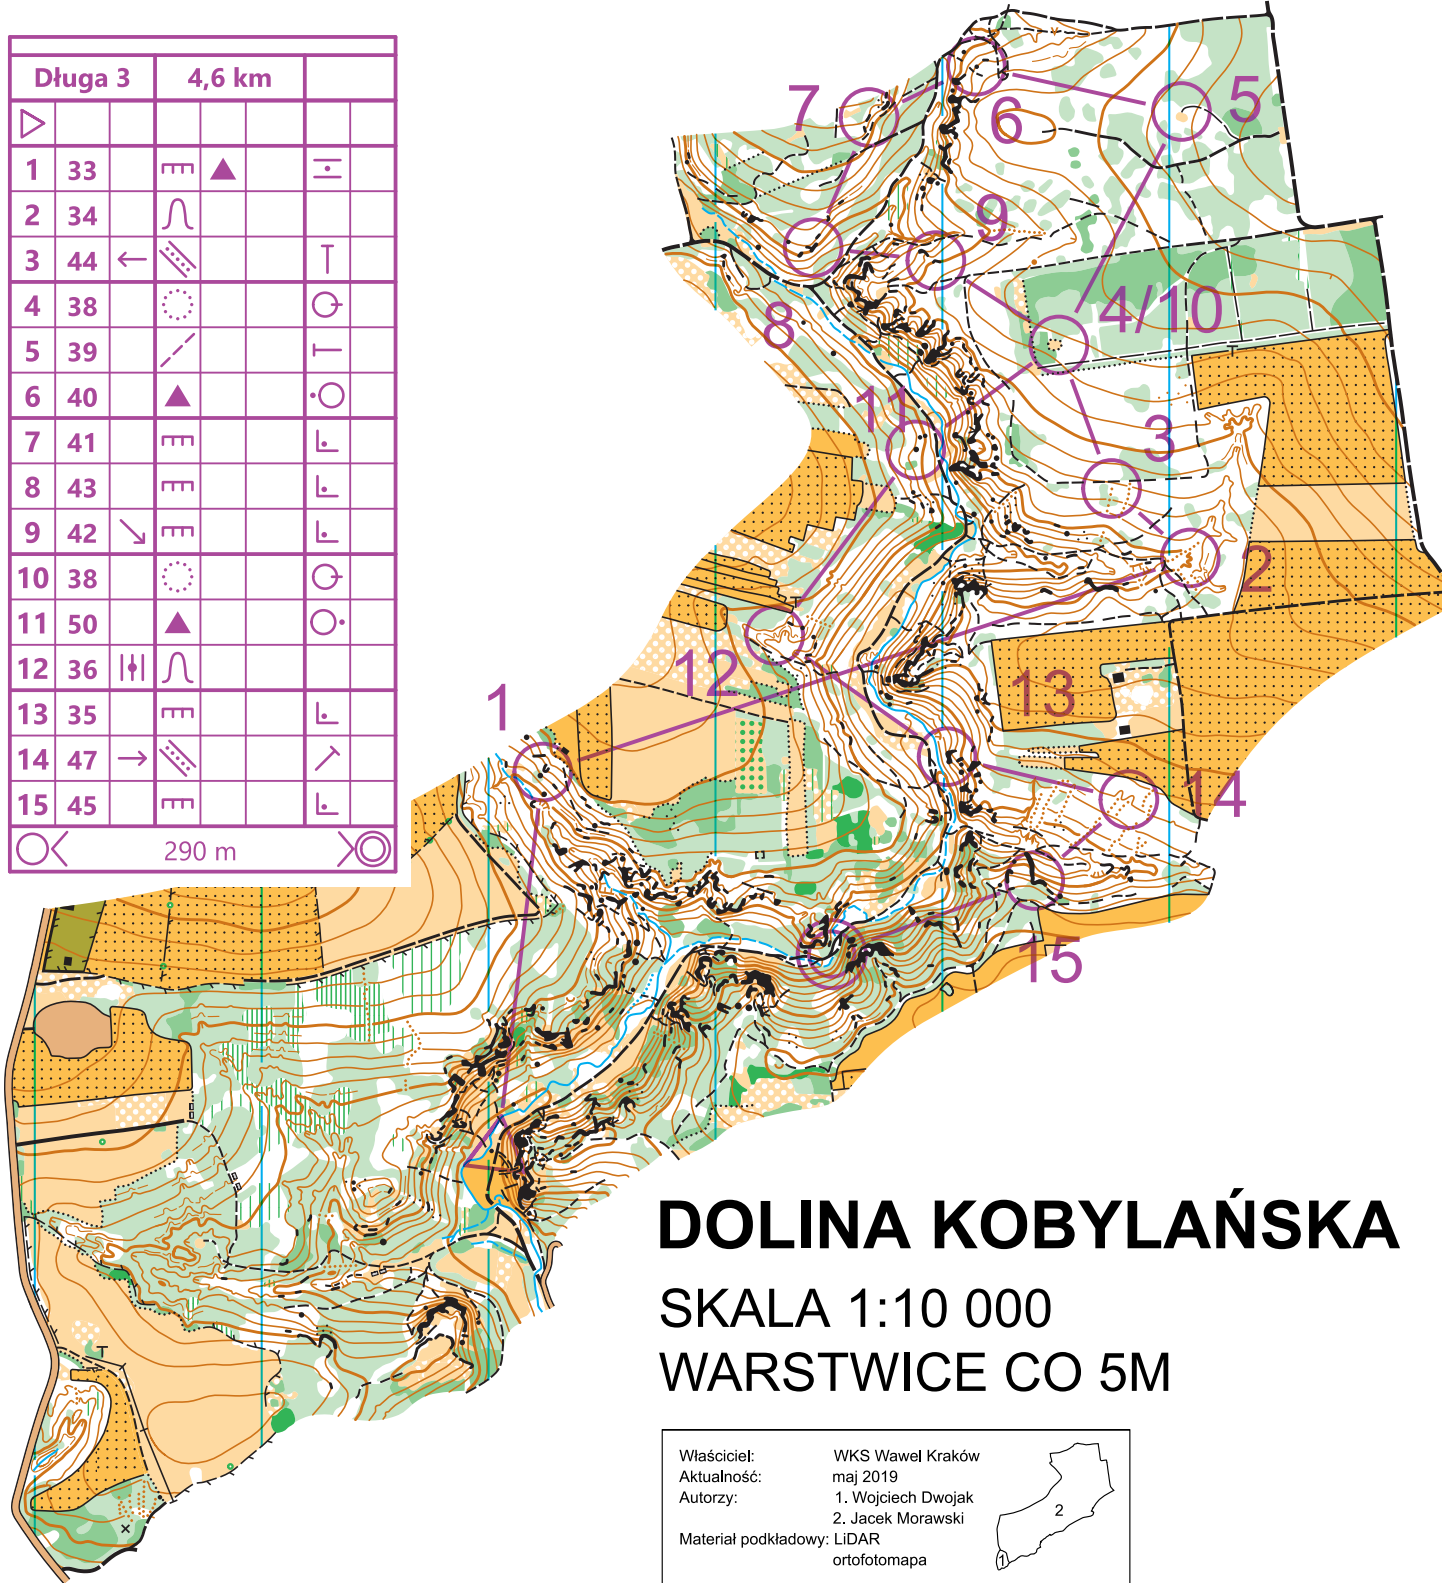 Długa 3 4,6 km
1 33
2 34
3 44
4 38
5 39
6 40
7 41
8 43
9 42
10 38
11 50
12 36
13 35
14 47
15 45
290 m
7
6
5
9
8
4/10
11
3
2
12
13
1
14
15
DOLINA KOBYLAŃSKA
SKALA 1:10 000
WARSTWICE CO 5M
Właściciel: WKS Wawel Kraków
Aktualność: maj 2019
Autorzy: 1. Wojciech Dwojak
2. Jacek Morawski
Materiał podkładowy: LiDAR
ortofotomapa
2
1